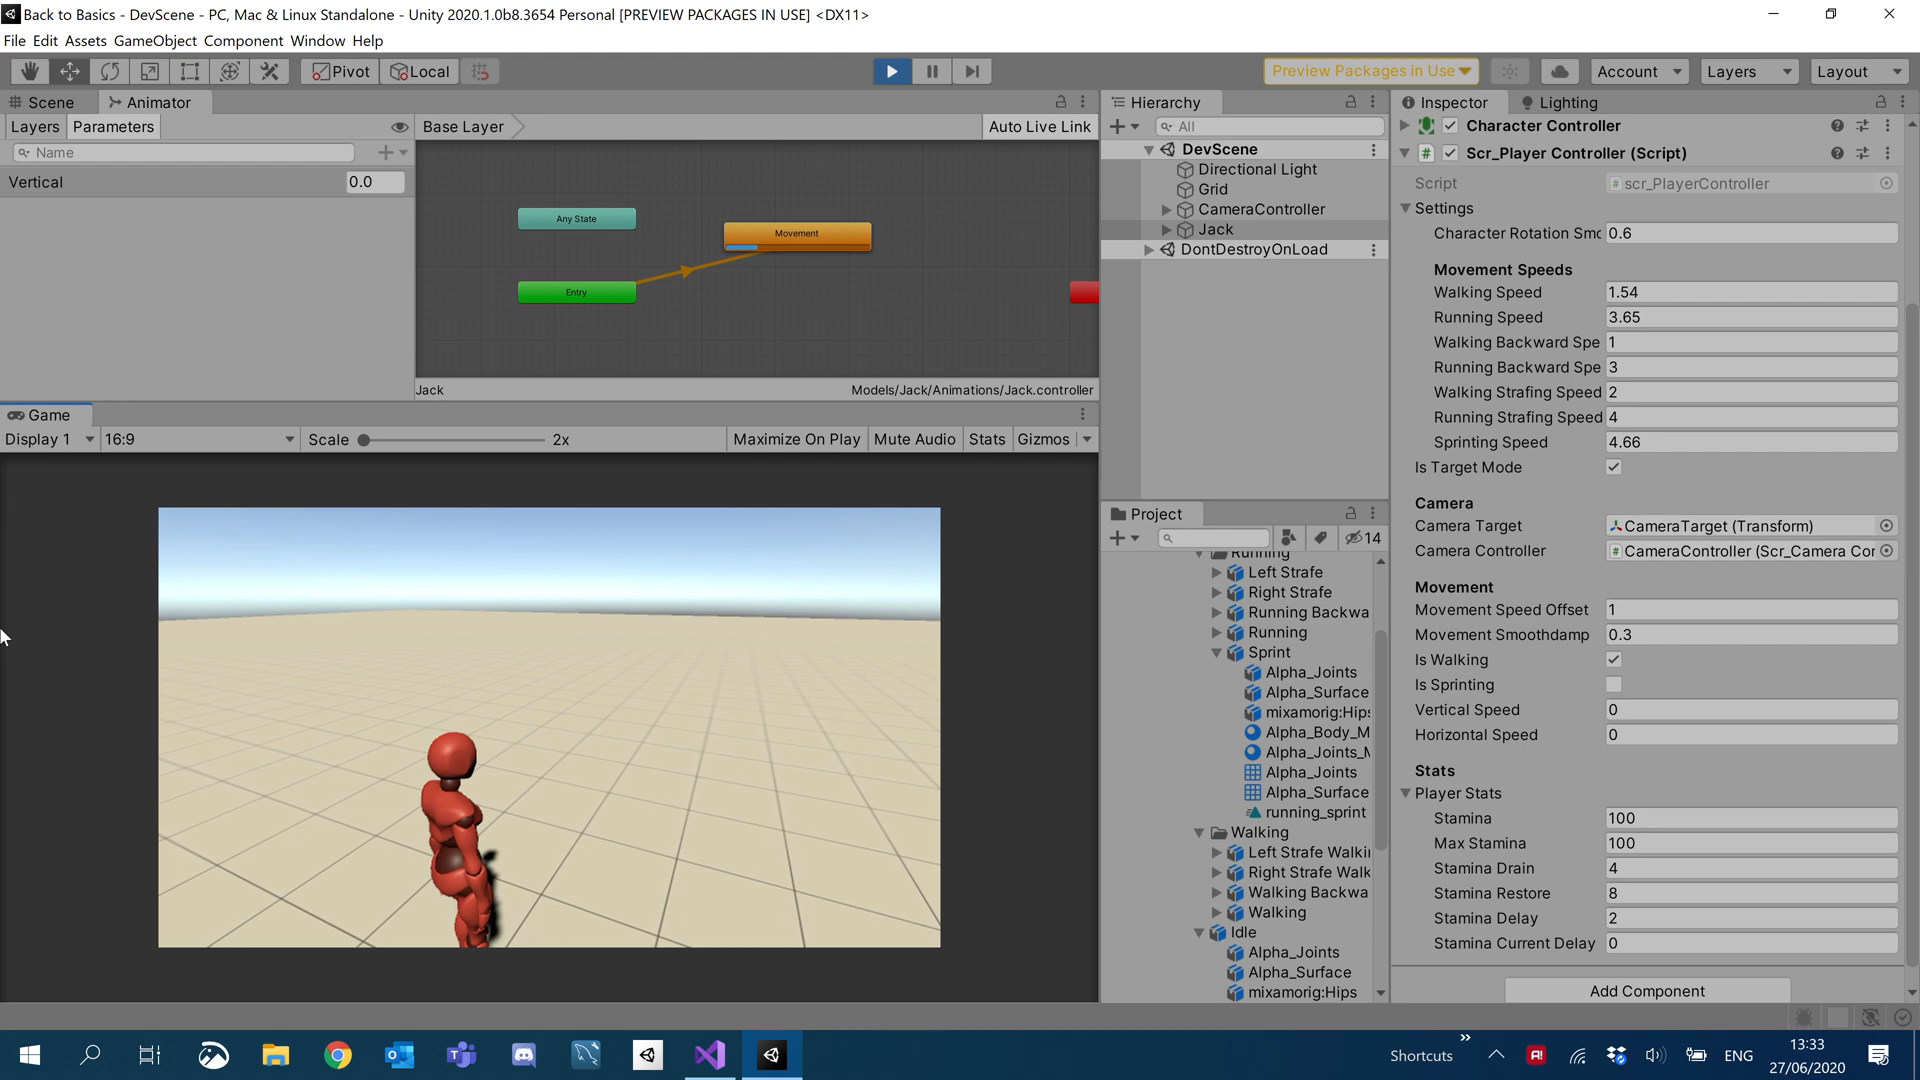 Back to Basics - DevScene - PC, Mac & Linux Standalone - Unity 2020.1.0b8.3654 Personal [PREVIEW PACKAGES IN USE] <DX11>
File Edit Assets GameObject Component Window Help
Pivot Local Preview Packages in Use Account Layers Layout
Scene Animator
Layers Parameters Base Layer Auto Live Link
Name
Vertical 0.0
Any State
Movement
Entry
Jack Models/Jack/Animations/Jack.controller
Game
Display 1 16:9 Scale 2x Maximize On Play Mute Audio Stats Gizmos
Hierarchy
All
DevScene
Directional Light
Grid
CameraController
Jack
DontDestroyOnLoad
Project
14
Running
Left Strafe
Right Strafe
Running Backwa
Running
Sprint
Alpha_Joints
Alpha_Surface
mixamorig:Hips
Alpha_Body_M
Alpha_Joints_M
Alpha_Joints
Alpha_Surface
running_sprint
Walking
Left Strafe Walki
Right Strafe Walk
Walking Backwa
Walking
Idle
Alpha_Joints
Alpha_Surface
mixamorig:Hips
Inspector Lighting
Character Controller
# Scr_Player Controller (Script)
Script # scr_PlayerController
Settings
Character Rotation Smo 0.6
Movement Speeds
Walking Speed 1.54
Running Speed 3.65
Walking Backward Spe 1
Running Backward Spe 3
Walking Strafing Speed 2
Running Strafing Speed 4
Sprinting Speed 4.66
Is Target Mode
Camera
Camera Target CameraTarget (Transform)
Camera Controller # CameraController (Scr_Camera Cor
Movement
Movement Speed Offset 1
Movement Smoothdamp 0.3
Is Walking
Is Sprinting
Vertical Speed 0
Horizontal Speed 0
Stats
Player Stats
Stamina 100
Max Stamina 100
Stamina Drain 4
Stamina Restore 8
Stamina Delay 2
Stamina Current Delay 0
Add Component
Shortcuts » ENG 13:33
27/06/2020